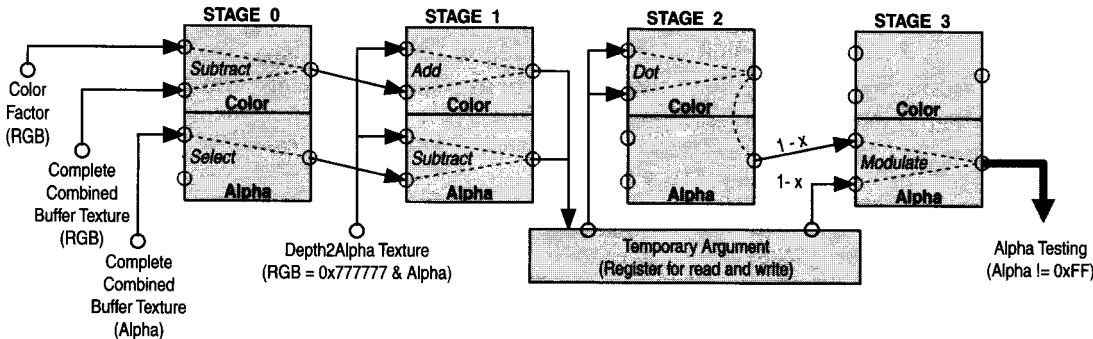 STAGE 0
STAGE 1
STAGE 2
STAGE 3
Subtract
Color
Select
Alpha
Add
Color
Subtract
Alpha
Dot
Color
Alpha
Color
Modulate
Alpha
1 - x
1 - x
Color
Factor
(RGB)
Complete
Combined
Buffer Texture
(RGB)
Complete
Combined
Buffer Texture
(Alpha)
Depth2Alpha Texture
(RGB = 0x777777 & Alpha)
Temporary Argument
(Register for read and write)
Alpha Testing
(Alpha != 0xFF)